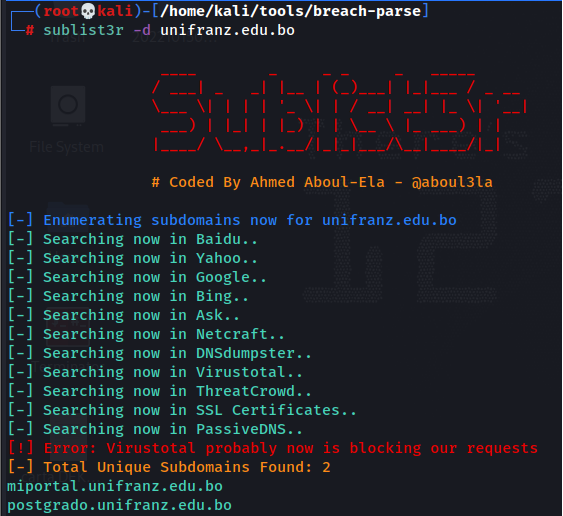 (root💀kali)-[/home/kali/tools/breach-parse]
# sublist3r -d unifranz.edu.bo
File System
Sublist3r
# Coded By Ahmed Aboul-Ela - @aboul3la
[-] Enumerating subdomains now for unifranz.edu.bo
[-] Searching now in Baidu..
[-] Searching now in Yahoo..
[-] Searching now in Google..
[-] Searching now in Bing..
[-] Searching now in Ask..
[-] Searching now in Netcraft..
[-] Searching now in DNSdumpster..
[-] Searching now in Virustotal..
[-] Searching now in ThreatCrowd..
[-] Searching now in SSL Certificates..
[-] Searching now in PassiveDNS..
[!] Error: Virustotal probably now is blocking our requests
[-] Total Unique Subdomains Found: 2
miportal.unifranz.edu.bo
postgrado.unifranz.edu.bo